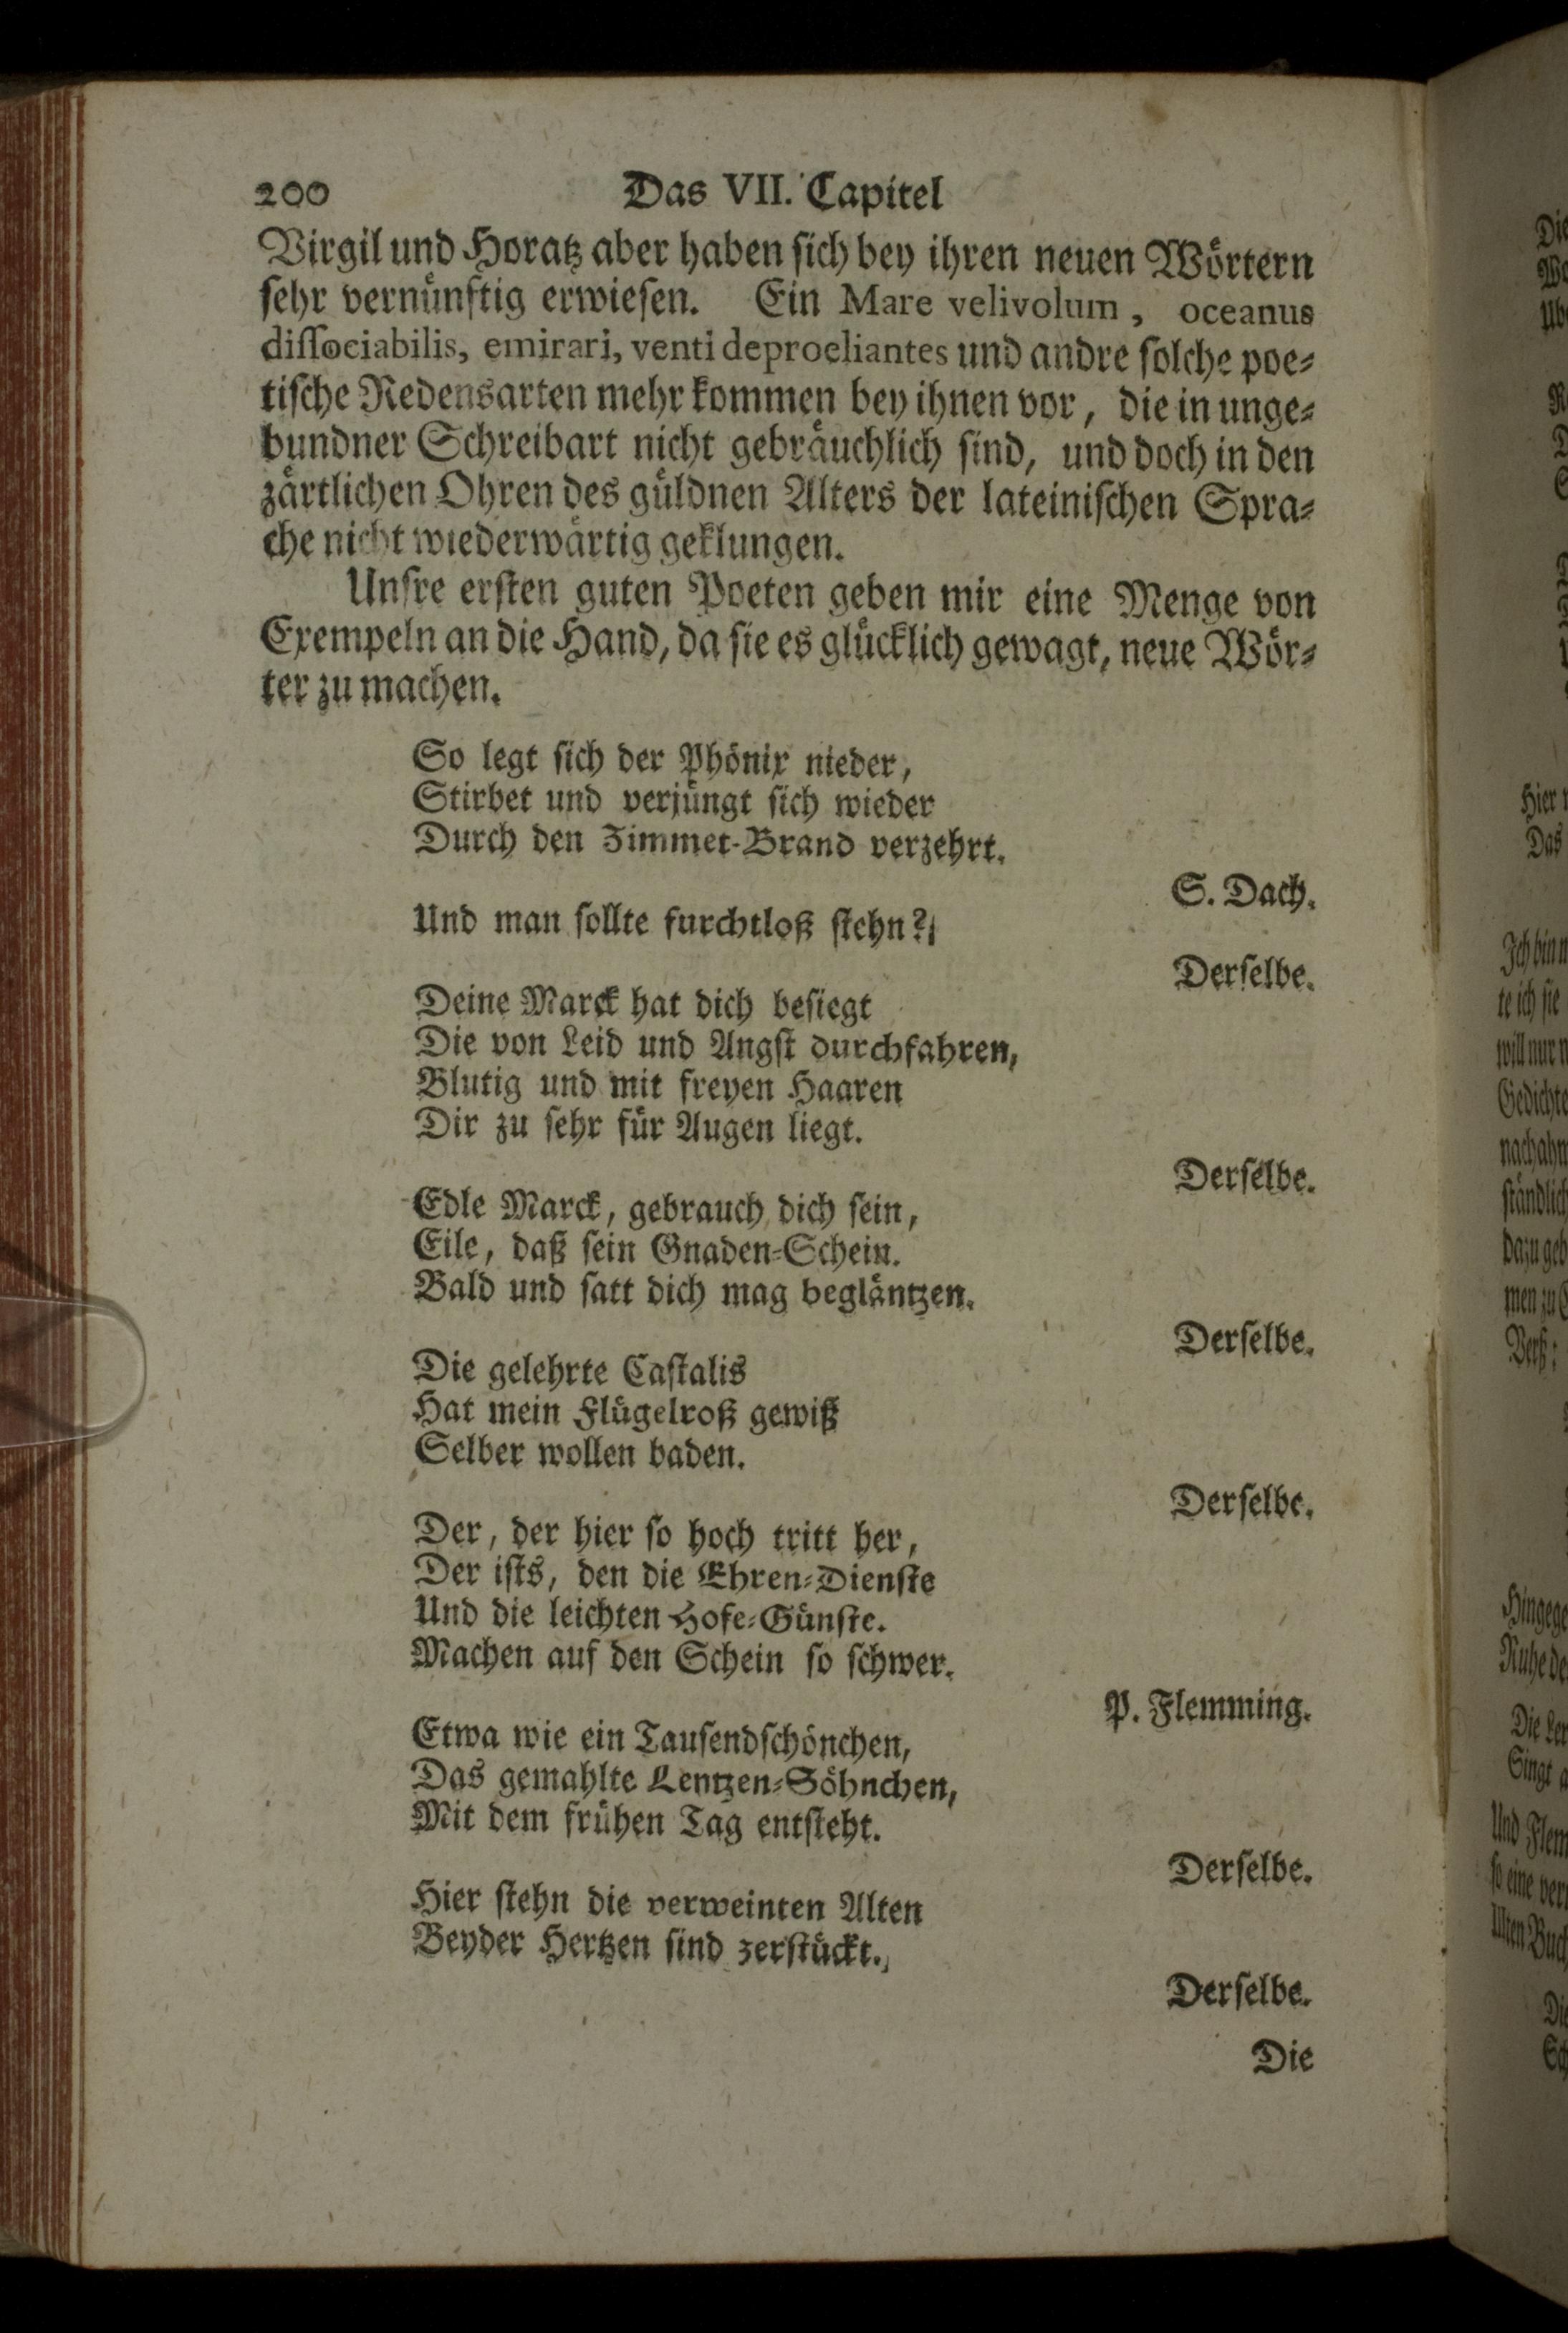 200 Das VII. Capitel
Virgil und Horatz aber haben ſich bey ihren neuen Wörtern
ſehr vernünftig erwieſen. Ein Mare velivolum, oceanus
diſſociabilis, emirari, venti deproeliantes und andre ſolche poe⸗
tiſche Redensarten mehr kommen bey ihnen vor, die in unge⸗
bundner Schreibart nicht gebräuchlich ſind, und doch in den
zärtlichen Ohren des güldnen Alters der lateiniſchen Spra⸗
che nicht wiederwärtig geklungen.
Unſre erſten guten Poeten geben mir eine Menge von
Exempeln an die Hand, da ſie es glücklich gewagt, neue Wör⸗
ter zu machen.
So legt ſich der Phönix nieder,
Stirbet und verjüngt ſich wieder
Durch den Zimmet-Brand verzehrt.
S. Dach.
Und man ſollte furchtloß ſtehn?
Derſelbe.
Deine Marck hat dich beſiegt
Die von Leid und Angſt durchfahren,
Blutig und mit freyen Haaren
Dir zu ſehr für Augen liegt.
Derſelbe.
Edle Marck, gebrauch dich ſein,
Eile, daß ſein Gnaden⸗Schein.
Bald und ſatt dich mag begläntzen.
Derſelbe.
Die gelehrte Caſtalis
Hat mein Flügelroß gewiß
Selber wollen baden.
Derſelbe.
Der, der hier ſo hoch tritt her,
Der iſts, den die Ehren⸗Dienſte
Und die leichten Hofe⸗Günſte.
Machen auf den Schein ſo ſchwer.
P. Flemming.
Etwa wie ein Tauſendſchönchen,
Das gemahlte Lentzen⸗Söhnchen,
Mit dem frühen Tag entſteht.
Derſelbe.
Hier ſtehn die verweinten Alten
Beyder Hertzen ſind zerſtückt.
Derſelbe.
Die